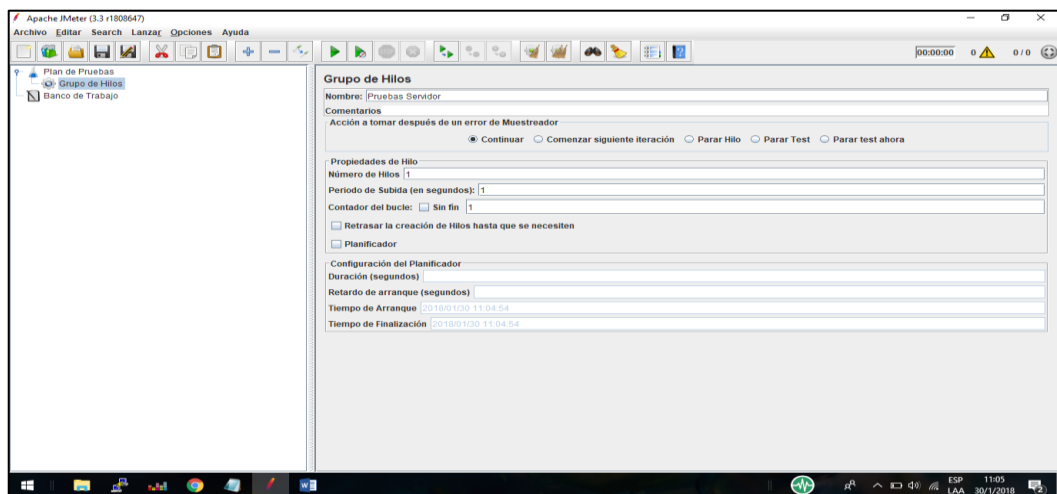 Apache JMeter (3.3 r1808647)
Archivo Editar Search Lanzar Opciones Ayuda
00:00:00 0 0 / 0
Plan de Pruebas
Grupo de Hilos
Banco de Trabajo
Grupo de Hilos
Nombre: Pruebas Servidor
Comentarios
Acción a tomar después de un error de Muestreador
Continuar Comenzar siguiente iteración Parar Hilo Parar Test Parar test ahora
Propiedades de Hilo
Número de Hilos 1
Periodo de Subida (en segundos): 1
Contador del bucle: Sin fin 1
Retrasar la creación de Hilos hasta que se necesiten
Planificador
Configuración del Planificador
Duración (segundos)
Retardo de arranque (segundos)
Tiempo de Arranque 2018/01/30 11:04:54
Tiempo de Finalización 2018/01/30 11:04:54
ESP 11:05
LAA 30/1/2018 2